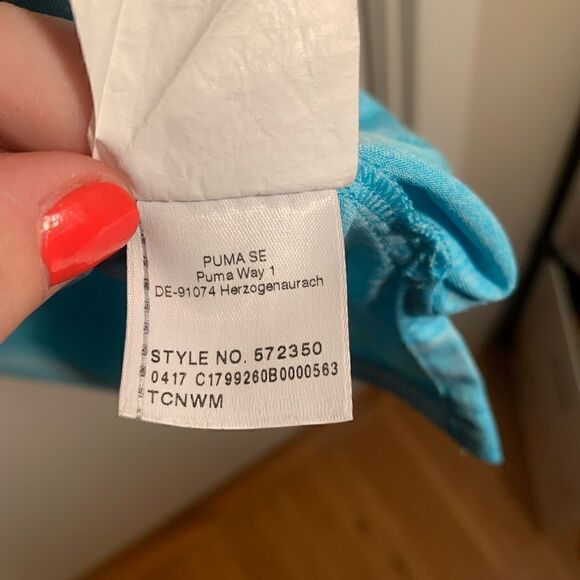 PUMA SE
Puma Way 1
DE-91074 Herzogenaurach
STYLE NO. 572350
0417 C1799260B0000563
TCNWM